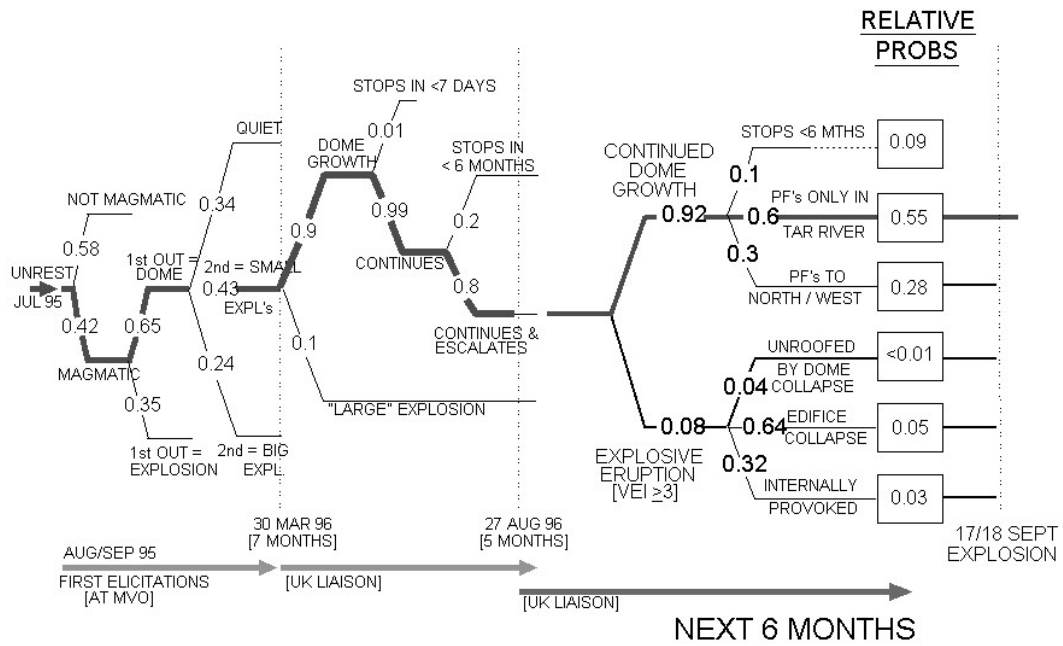 RELATIVE
PROBS
STOPS IN <7 DAYS
QUIET
0.01
STOPS IN
< 6 MONTHS
DOME
GROWTH
STOPS <6 MTHS
0.09
CONTINUED
DOME
GROWTH
0.1
NOT MAGMATIC
0.34
0.99
0.2
0.92
0.6
PF's ONLY IN
TAR RIVER
0.55
0.58
0.9
0.3
1st OUT =
DOME
2nd = SMALL
EXPL's
0.43
CONTINUES
UNREST
JUL 95
PF's TO
NORTH / WEST
0.28
0.42
0.65
0.8
0.1
CONTINUES &
ESCALATES
MAGMATIC
0.24
UNROOFED
BY DOME
COLLAPSE
<0.01
0.04
0.35
"LARGE" EXPLOSION
0.08
0.64
EDIFICE
COLLAPSE
0.05
1st OUT =
EXPLOSION
2nd = BIG
EXPL.
EXPLOSIVE
ERUPTION
[VEI ≥3]
0.32
INTERNALLY
PROVOKED
0.03
30 MAR 96
[7 MONTHS]
27 AUG 96
[5 MONTHS]
17/18 SEPT
EXPLOSION
AUG/SEP 95
FIRST ELICITATIONS
[AT MVO]
[UK LIAISON]
[UK LIAISON]
NEXT 6 MONTHS